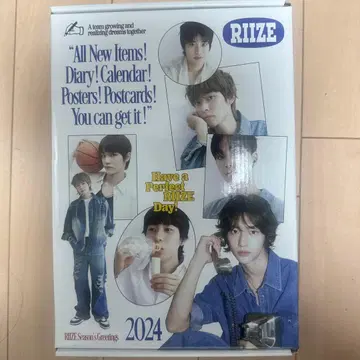 A team growing and
realizing dreams together
RIIZE
"All New Items!
Diary! Calendar!
Posters! Postcards!
You can get it!"
Have a
Perfect
RIIZE
Day!
RIIZE Season's Greetings
2024